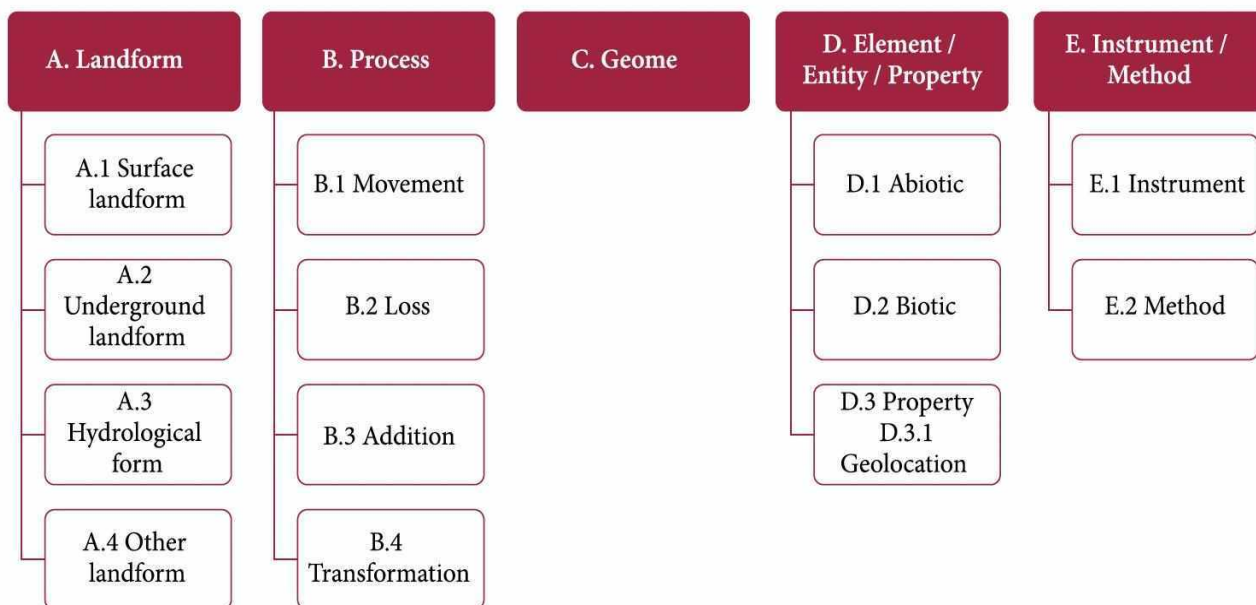 A. Landform
A.1 Surface
landform
A.2
Underground
landform
A.3
Hydrological
form
A.4 Other
landform
B. Process
B.1 Movement
B.2 Loss
B.3 Addition
B.4
Transformation
C. Geome
D. Element /
Entity / Property
D.1 Abiotic
D.2 Biotic
D.3 Property
D.3.1
Geolocation
E. Instrument /
Method
E.1 Instrument
E.2 Method